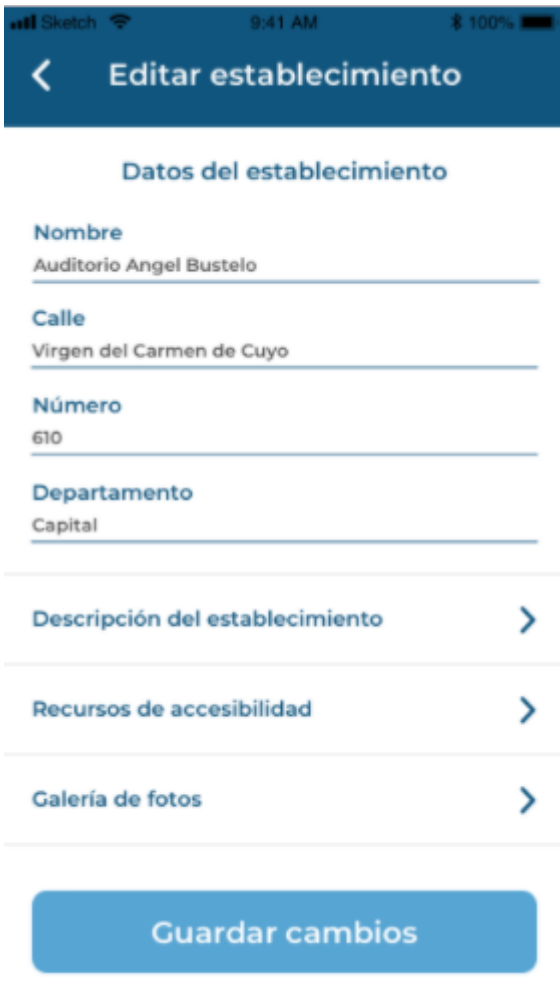 Sketch 9:41 AM 100%
Editar establecimiento
Datos del establecimiento
Nombre
Auditorio Angel Bustelo
Calle
Virgen del Carmen de Cuyo
Número
610
Departamento
Capital
Descripción del establecimiento
Recursos de accesibilidad
Galería de fotos
Guardar cambios